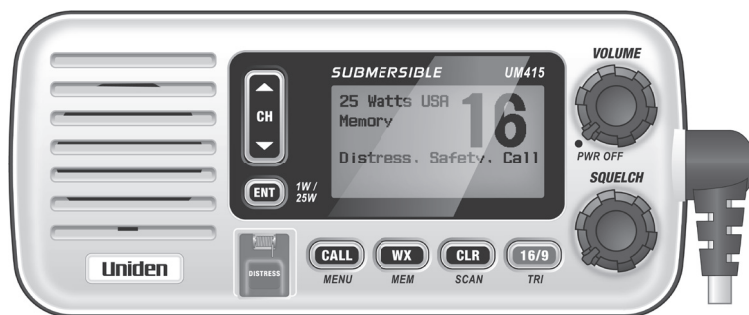 VOLUME
SUBMERSIBLE UM415
25 Watts USA
16
Memory
Distress. Safety. Call
CH
PWR OFF
SQUELCH
ENT 1W / 25W
Uniden
DISTRESS
CALL WX CLR 16/9
MENU MEM SCAN TRI